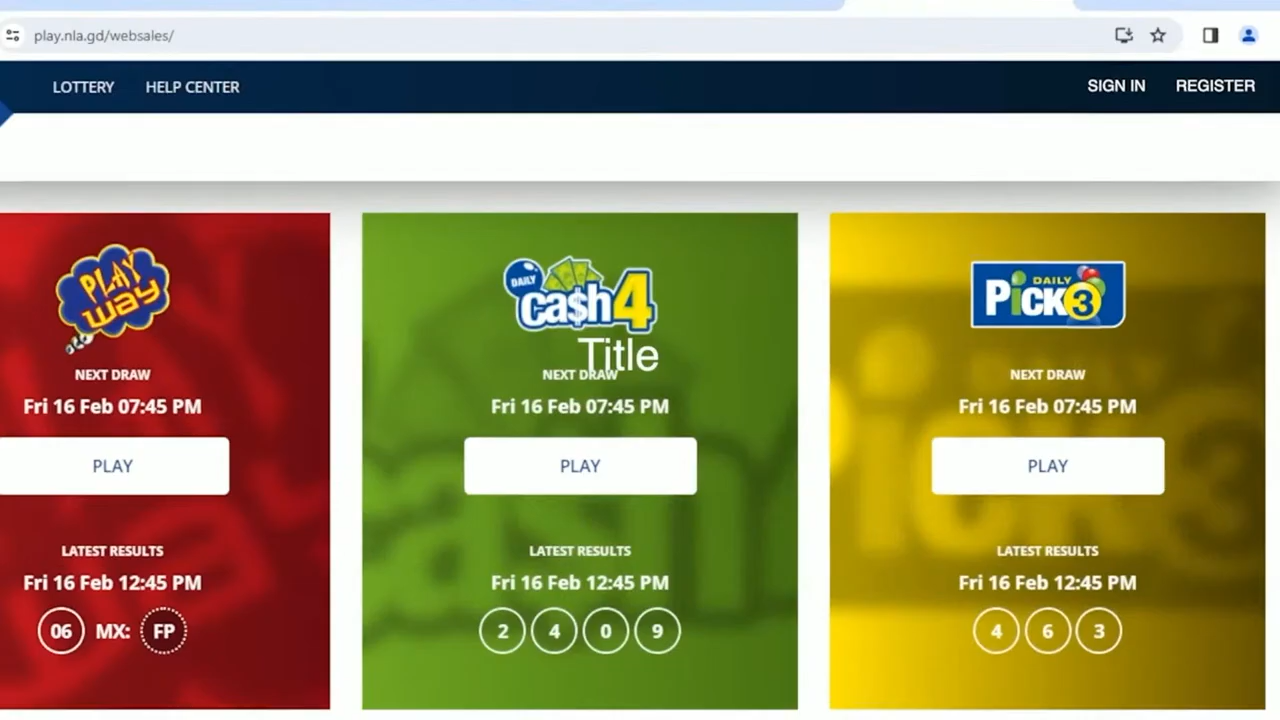 play.nla.gd/websales/
LOTTERY HELP CENTER SIGN IN REGISTER
PLAY
way
NEXT DRAW
Fri 16 Feb 07:45 PM
PLAY
LATEST RESULTS
Fri 16 Feb 12:45 PM
06 MX: FP
DAILY
Ca$h4
Title
NEXT DRAW
Fri 16 Feb 07:45 PM
PLAY
LATEST RESULTS
Fri 16 Feb 12:45 PM
2 4 0 9
DAILY
PiCK3
NEXT DRAW
Fri 16 Feb 07:45 PM
PLAY
LATEST RESULTS
Fri 16 Feb 12:45 PM
4 6 3